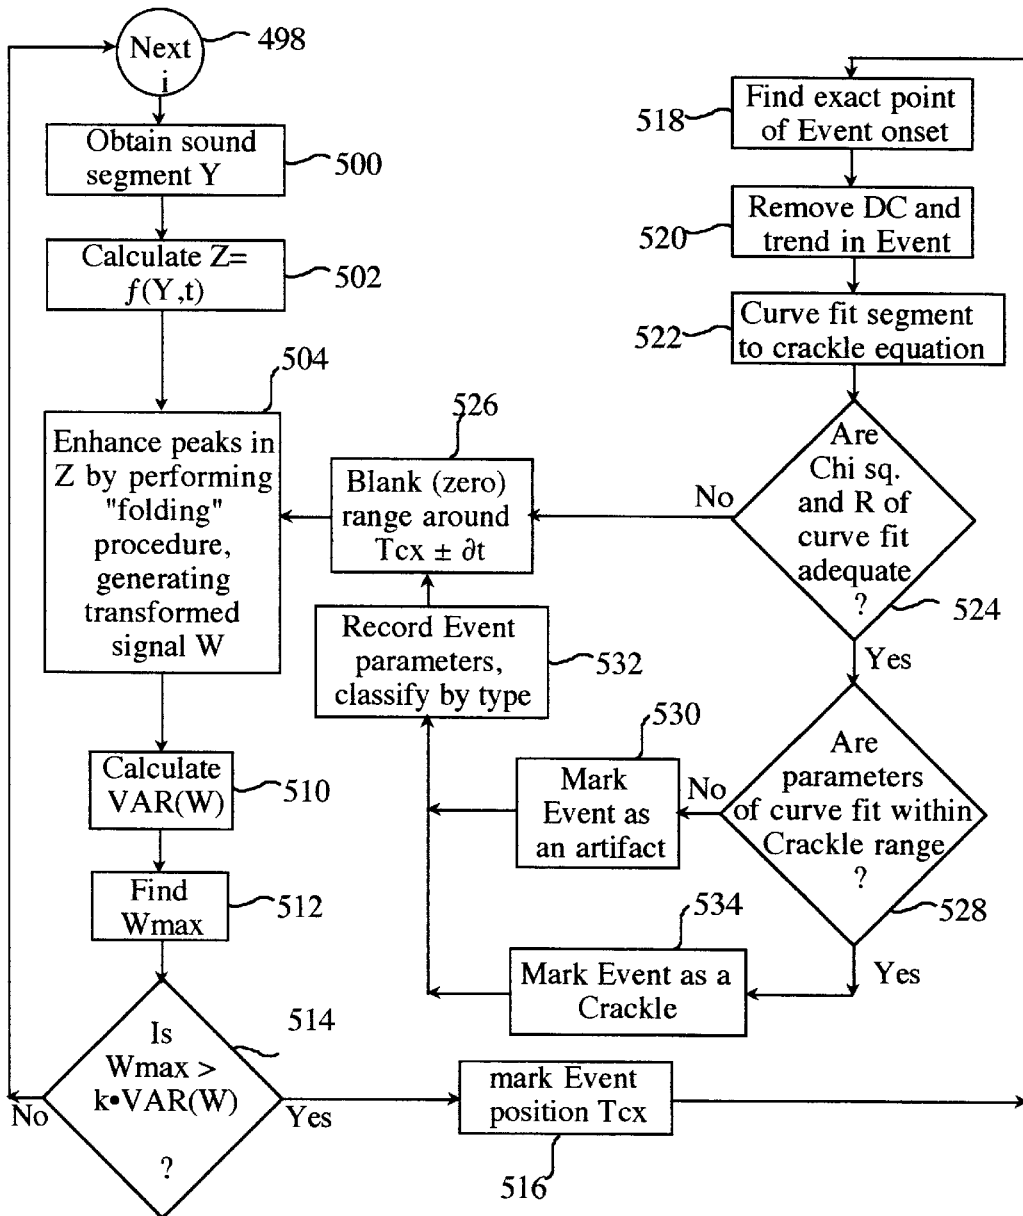 Next
i
498
Obtain sound
segment Y
500
Calculate Z=
f(Y,t)
502
504
Enhance peaks in
Z by performing
"folding"
procedure,
generating
transformed
signal W
Calculate
VAR(W)
510
Find
Wmax
512
Is
Wmax >
k•VAR(W)
?
514
No
Yes
mark Event
position Tcx
516
Find exact point
of Event onset
518
Remove DC and
trend in Event
520
Curve fit segment
to crackle equation
522
Are
Chi sq.
and R of
curve fit
adequate
?
524
No
Yes
526
Blank (zero)
range around
Tcx ± ∂t
Record Event
parameters,
classify by type
532
Are
parameters
of curve fit within
Crackle range
?
528
No
Yes
530
Mark
Event as
an artifact
534
Mark Event as a
Crackle